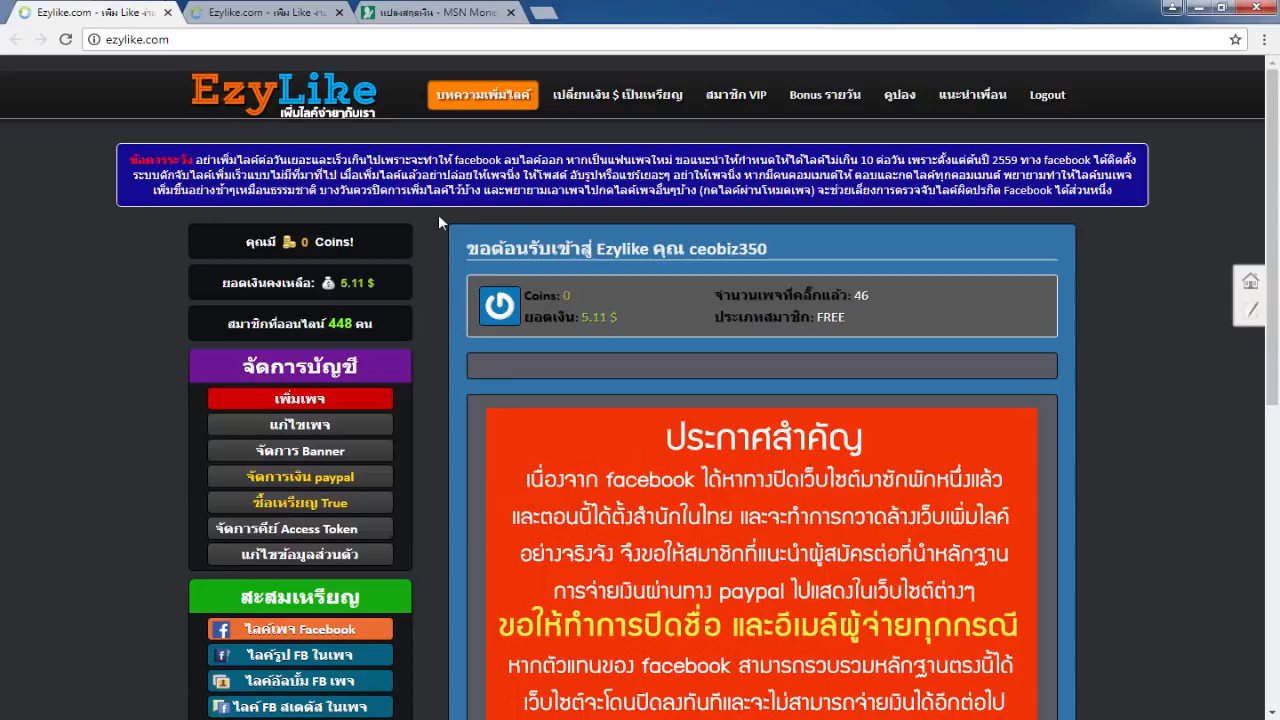 Ezylike.com - เพิ่ม Like ง่า
Ezylike.com - เพิ่ม Like งา
แปลงสกุลเงิน - MSN Mone
ezylike.com
EzyLike
เพิ่มไลค์ง่ายๆกับเรา
บทความเพิ่มไลค์
เปลี่ยนเงิน $ เป็นเหรียญ
สมาชิก VIP
Bonus รายวัน
คูปอง
แนะนำเพื่อน
Logout
ข้อควรระวัง อย่าเพิ่มไลค์ต่อวันเยอะและเร็วเกินไปเพราะจะทำให้ facebook ลบไลค์ออก หากเป็นแฟนเพจใหม่ ขอแนะนำให้กำหนดให้ได้ไลค์ไม่เกิน 10 ต่อวัน เพราะตั้งแต่ต้นปี 2559 ทาง facebook ได้ติดตั้ง
ระบบดักจับไลค์เพิ่มเร็วแบบไม่มีที่มาที่ไป เมื่อเพิ่มไลค์แล้วอย่าปล่อยให้เพจนิ่ง ให้โพสต์ อับรูปหรือแชร์เยอะๆ อย่าให้เพจนิ่ง หากมีคนคอมเมนต์ให้ ตอบและกดไลค์ทุกคอมเมนต์ พยายามทำให้ไลค์บนเพจ
เพิ่มขึ้นอย่างช้าๆเหมือนธรรมชาติ บางวันควรปิดการเพิ่มไลค์ไว้บ้าง และพยายามเอาเพจไปกดไลค์เพจอื่นๆบ้าง (กดไลค์ผ่านโหมดเพจ) จะช่วยเลี่ยงการตรวจจับไลค์ผิดปรกิต Facebook ได้ส่วนหนึ่ง
คุณมี 0 Coins!
ยอดเงินคงเหลือ: 5.11 $
สมาชิกที่ออนไลน์ 448 คน
จัดการบัญชี
เพิ่มเพจ
แก้ไขเพจ
จัดการ Banner
จัดการเงิน paypal
ซื้อเหรียญ True
จัดการคีย์ Access Token
แก้ไขข้อมูลส่วนตัว
สะสมเหรียญ
ไลค์เพจ Facebook
ไลค์รูป FB ในเพจ
ไลค์อัลบั้ม FB เพจ
ไลค์ FB สเตตัส ในเพจ
ขอต้อนรับเข้าสู่ Ezylike คุณ ceobiz350
Coins: 0
จำนวนเพจที่คลิ๊กแล้ว: 46
ยอดเงิน: 5.11 $
ประเภทสมาชิก: FREE
ประกาศสำคัญ
เนื่องจาก facebook ได้หาทางปิดเว็บไซต์มาซักพักหนึ่งแล้ว
และตอนนี้ได้ตั้งสำนักในไทย และจะทำการกวาดล้างเว็บเพิ่มไลค์
อย่างจริงจัง จึงขอให้สมาชิกที่แนะนำผู้สมัครต่อที่นำหลักฐาน
การจ่ายเงินผ่านทาง paypal ไปแสดงในเว็บไซต์ต่างๆ
ขอให้ทำการปิดชื่อ และอีเมล์ผู้จ่ายทุกกรณี
หากตัวแทนของ facebook สามารถรวบรวมหลักฐานตรงนี้ได้
เว็บไซต์จะโดนปิดลงทันทีและจะไม่สามารถจ่ายเงินได้อีกต่อไป